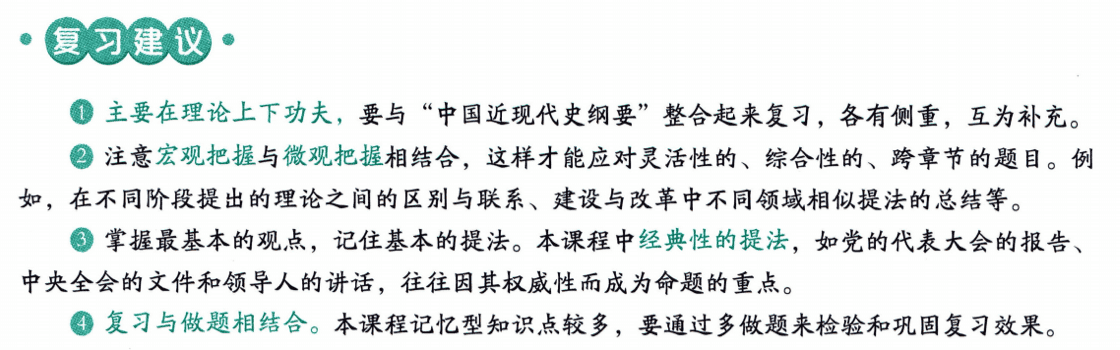 复习建议
❶ 主要在理论上下功夫，要与“中国近现代史纲要”整合起来复习，各有侧重，互为补充。
❷ 注意宏观把握与微观把握相结合，这样才能应对灵活性的、综合性的、跨章节的题目。例
如，在不同阶段提出的理论之间的区别与联系、建设与改革中不同领域相似提法的总结等。
❸ 掌握最基本的观点，记住基本的提法。本课程中经典性的提法，如党的代表大会的报告、
中央全会的文件和领导人的讲话，往往因其权威性而成为命题的重点。
❹ 复习与做题相结合。本课程记忆型知识点较多，要通过多做题来检验和巩固复习效果。